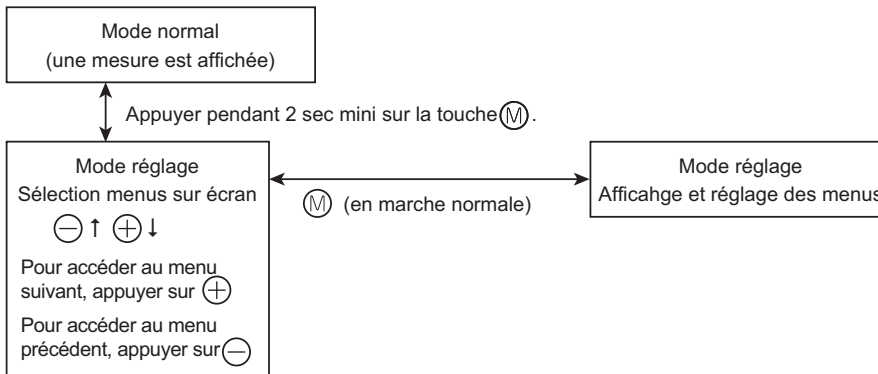 Mode normal
(une mesure est affichée)
Appuyer pendant 2 sec mini sur la touche Ⓜ.
Mode réglage
Sélection menus sur écran
⊖ ↑ ⊕ ↓
Pour accéder au menu
suivant, appuyer sur ⊕
Pour accéder au menu
précédent, appuyer sur ⊖
Ⓜ (en marche normale)
Mode réglage
Afficahge et réglage des menus